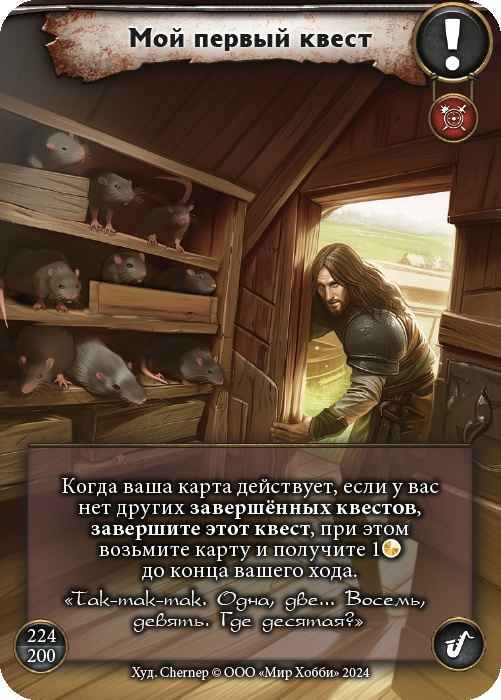 Мой первый квест
!
Когда ваша карта действует, если у вас
нет других завершённых квестов,
завершите этот квест, при этом
возьмите карту и получите 1
до конца вашего хода.
«Так-так-так. Одна, две... Восемь,
девять. Где десятая?»
224
200
Худ. Chernep © ООО «Мир Хобби» 2024